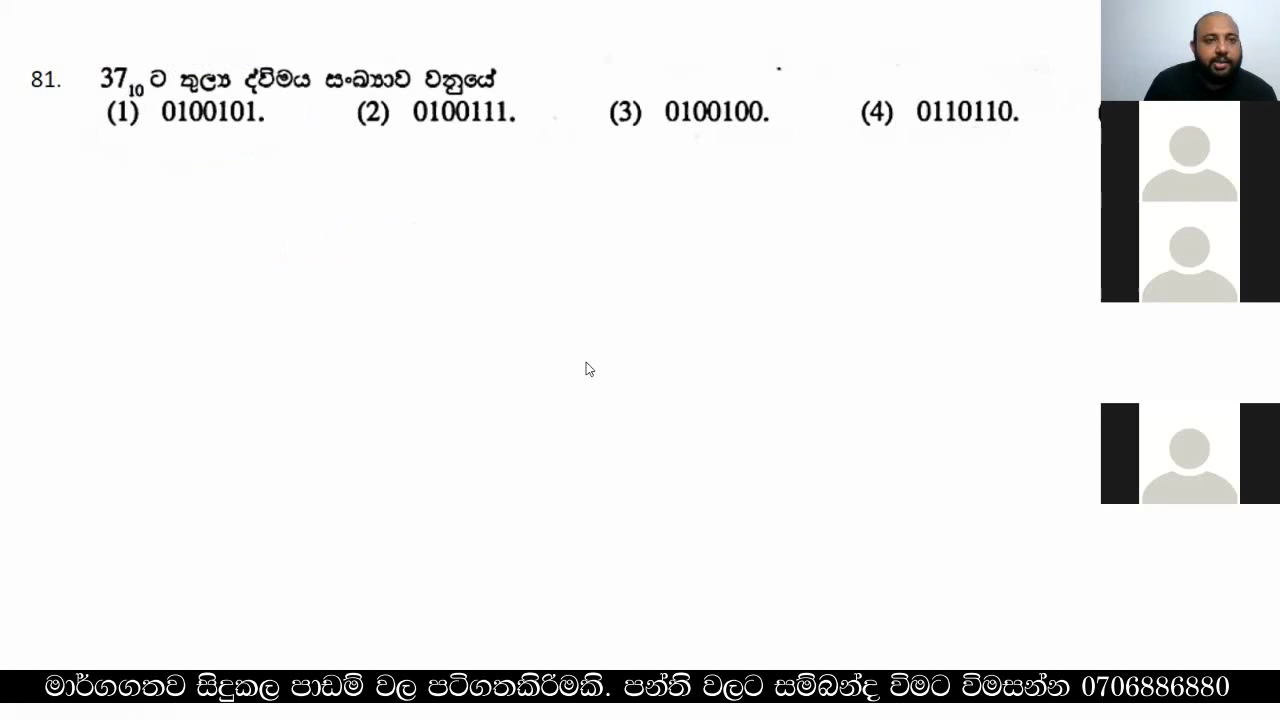 81. 37₁₀ ට තුල්‍ය ද්විමය සංඛ්‍යාව වනුයේ
(1) 0100101. (2) 0100111. (3) 0100100. (4) 0110110.
මාර්ගගතව සිදුකල පාඩම් වල පටිගතකිරීමකි. පන්ති වලට සම්බන්ද වීමට විමසන්න 0706886880